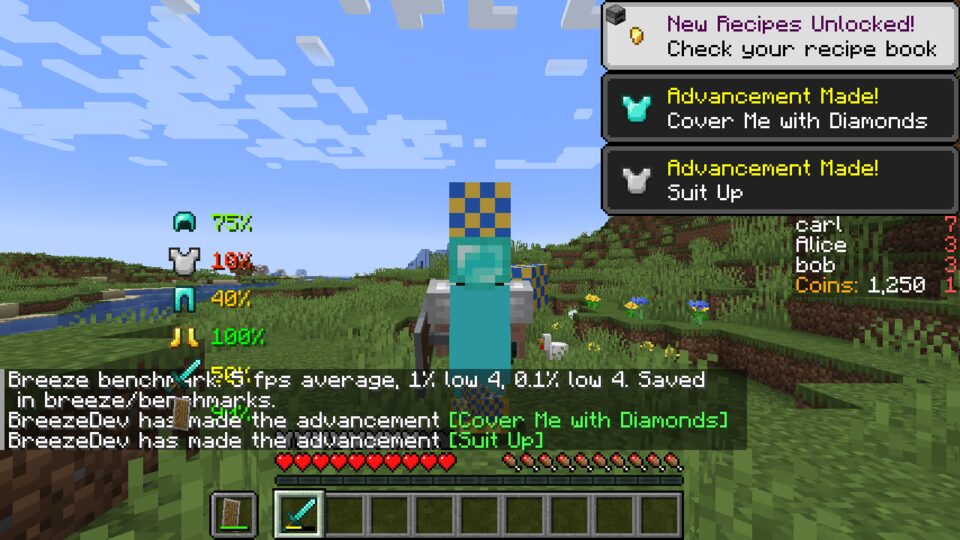 New Recipes Unlocked!
Check your recipe book
Advancement Made!
Cover Me with Diamonds
Advancement Made!
Suit Up
carl 7
Alice 3
bob 3
Coins: 1,250 1
75%
10%
40%
100%
50%
Breeze benchmark: 5 fps average, 1% low 4, 0.1% low 4. Saved
in breeze/benchmarks.
BreezeDev has made the advancement [Cover Me with Diamonds]
BreezeDev has made the advancement [Suit Up]